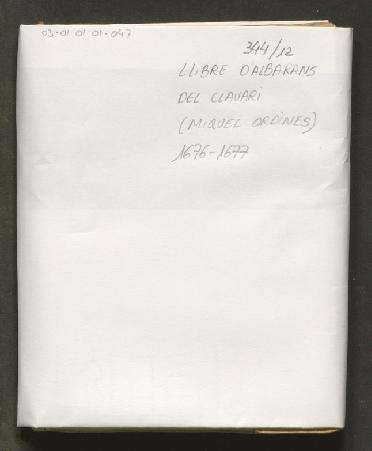 03-01 01 01-047
344/12
LLIBRE D'ALBARANS
DEL CLAVARI
(MIQUEL ORDINES)
1676-1677